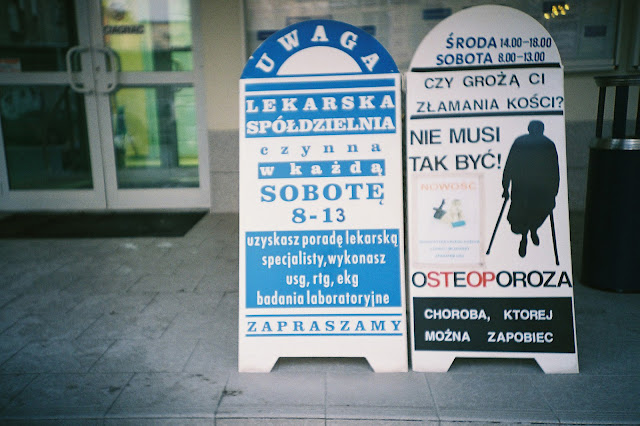 UWAGA
LEKARSKA
SPÓŁDZIELNIA
czynna
w każdą
SOBOTĘ
8-13
uzyskasz poradę lekarską
specjalisty, wykonasz
usg, rtg, ekg
badania laboratoryjne
ZAPRASZAMY
ŚRODA 14.00-18.00
SOBOTA 8.00-13.00
CZY GROŻĄ CI
ZŁAMANIA KOŚCI?
NIE MUSI
TAK BYĆ!
NOWOŚĆ
OSTEOPOROZA
CHOROBA, KTOREJ
MOŻNA ZAPOBIEC